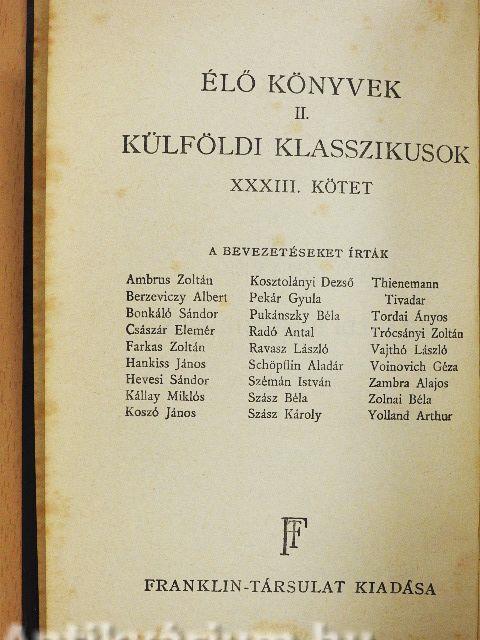 ÉLŐ KÖNYVEK
II.
KÜLFÖLDI KLASSZIKUSOK
XXXIII. KÖTET
A BEVEZETÉSEKET ÍRTÁK
Ambrus Zoltán
Berzeviczy Albert
Bonkáló Sándor
Császár Elemér
Farkas Zoltán
Hankiss János
Hevesi Sándor
Kállay Miklós
Koszó János
Kosztolányi Dezső
Pekár Gyula
Pukánszky Béla
Radó Antal
Ravasz László
Schöpflin Aladár
Szémán István
Szász Béla
Szász Károly
Thienemann
Tivadar
Tordai Ányos
Trócsányi Zoltán
Vajthó László
Voinovich Géza
Zambra Alajos
Zolnai Béla
Yolland Arthur
FT
FRANKLIN-TÁRSULAT KIADÁSA
Antikvárium.hu